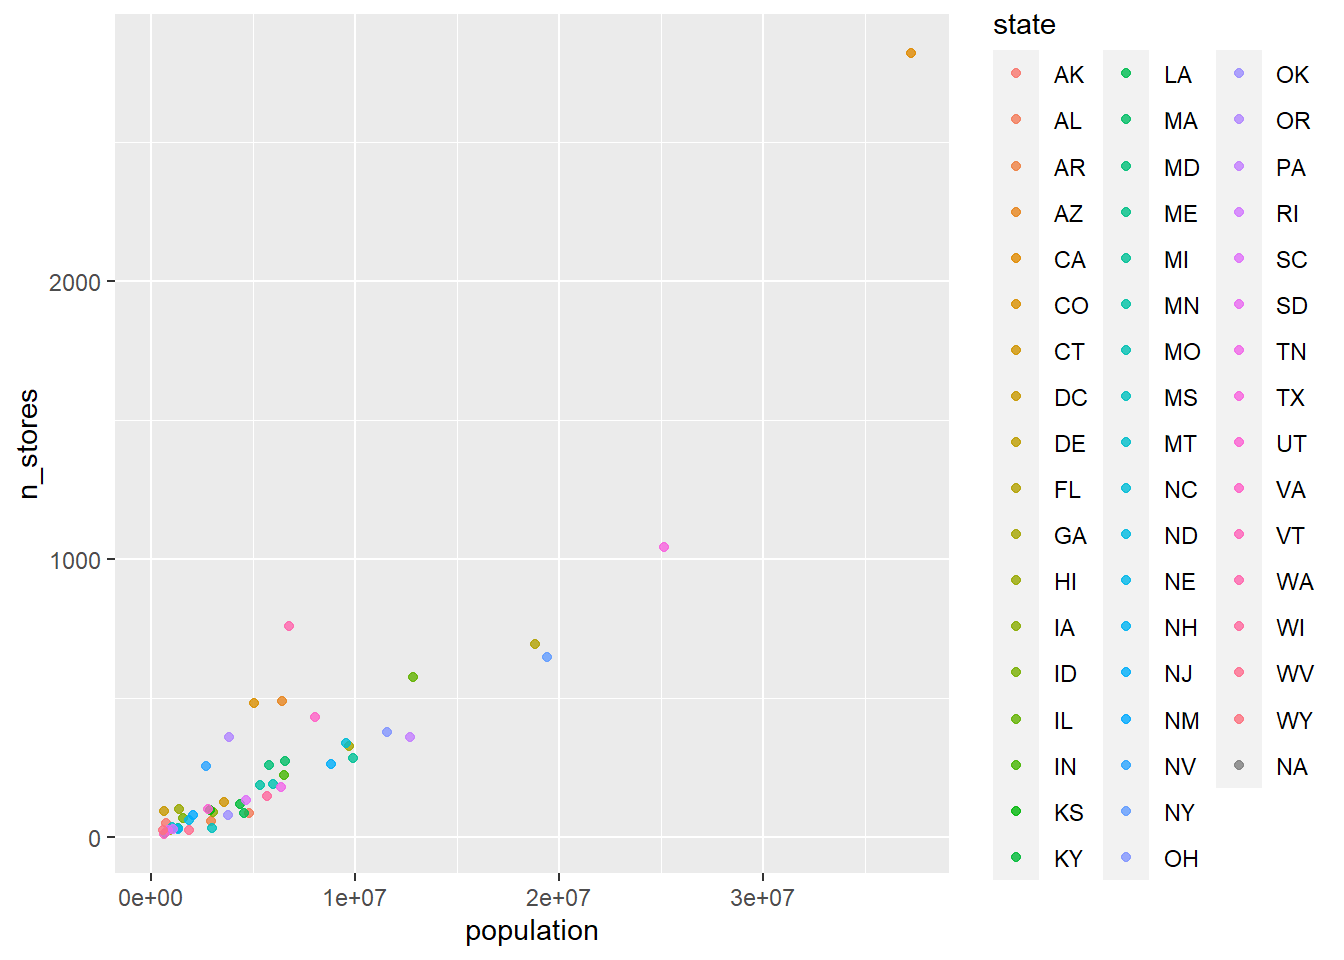 state
AK
AL
AR
AZ
CA
CO
CT
DC
DE
FL
GA
HI
IA
ID
IL
IN
KS
KY
LA
MA
MD
ME
MI
MN
MO
MS
MT
NC
ND
NE
NH
NJ
NM
NV
NY
OH
OK
OR
PA
RI
SC
SD
TN
TX
UT
VA
VT
WA
WI
WV
WY
NA
n_stores
2000
1000
0
0e+00 1e+07 2e+07 3e+07
population